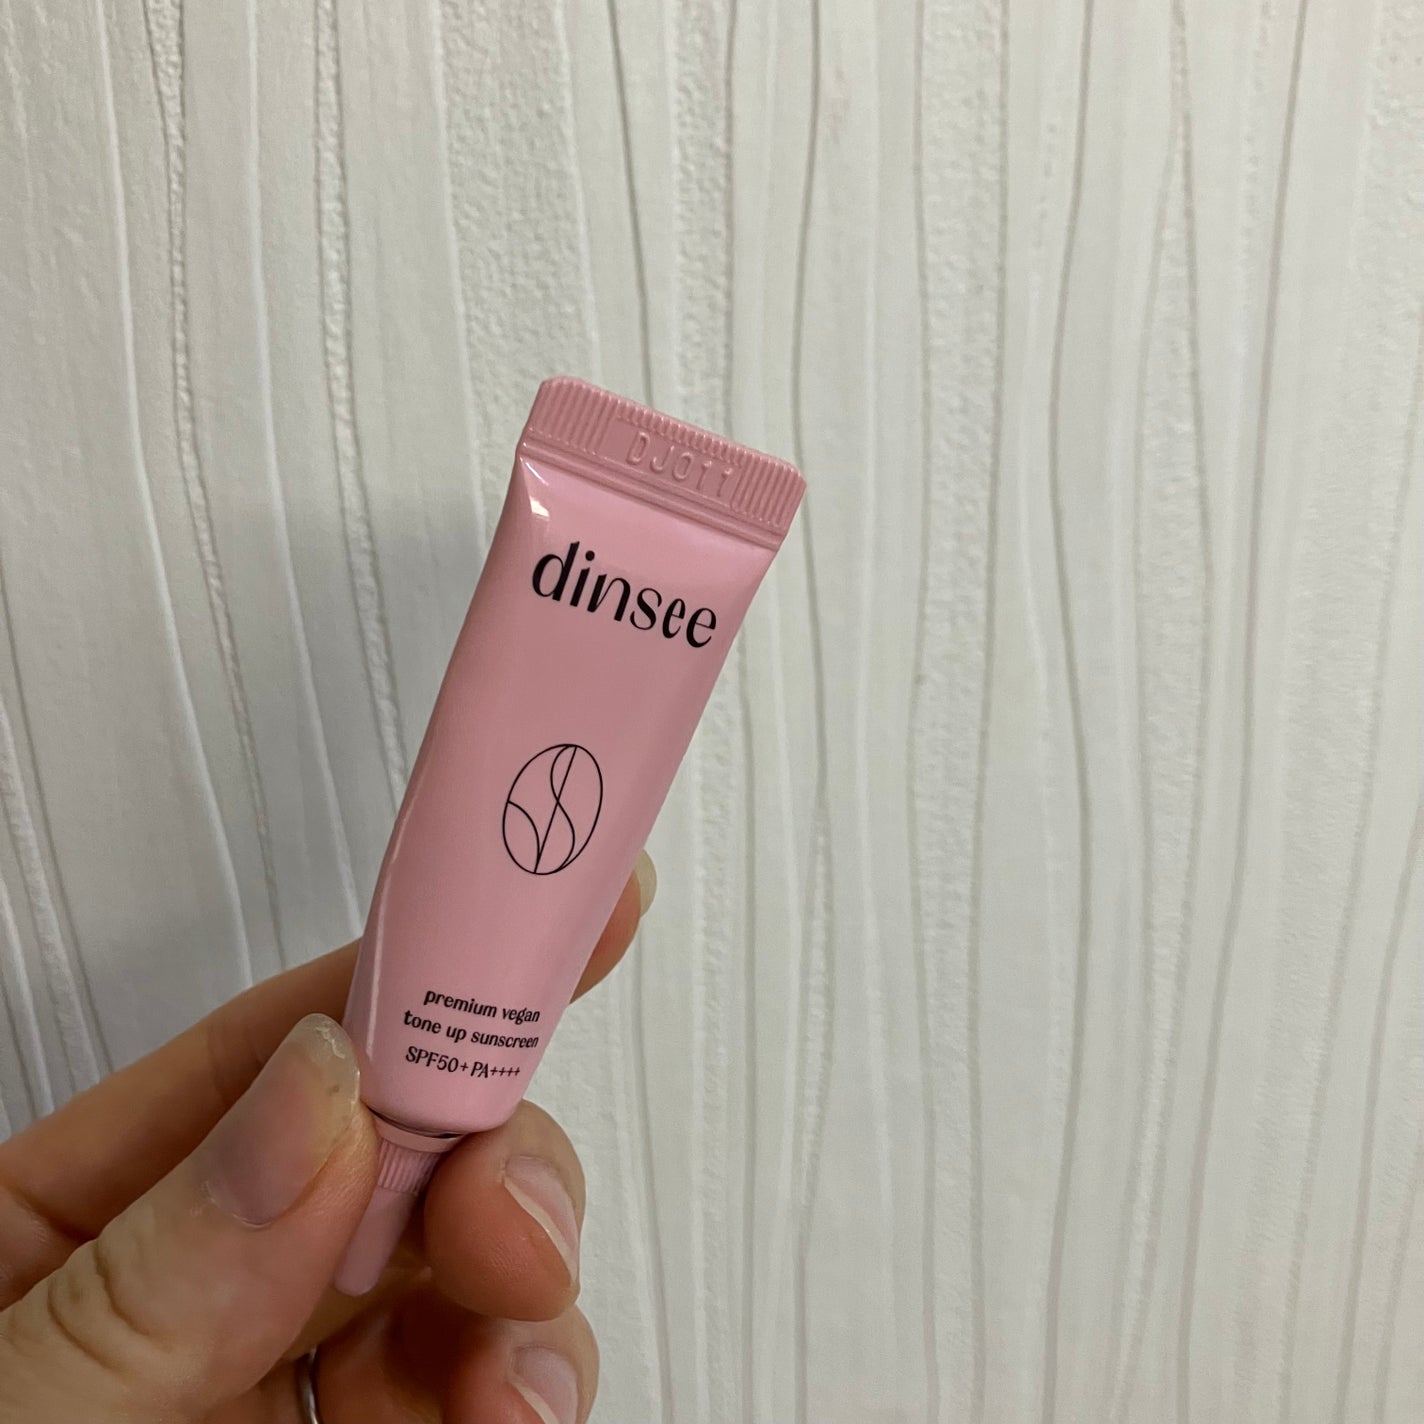 DJ011
dinsee
premium vegan
tone up sunscreen
SPF50+ PA++++